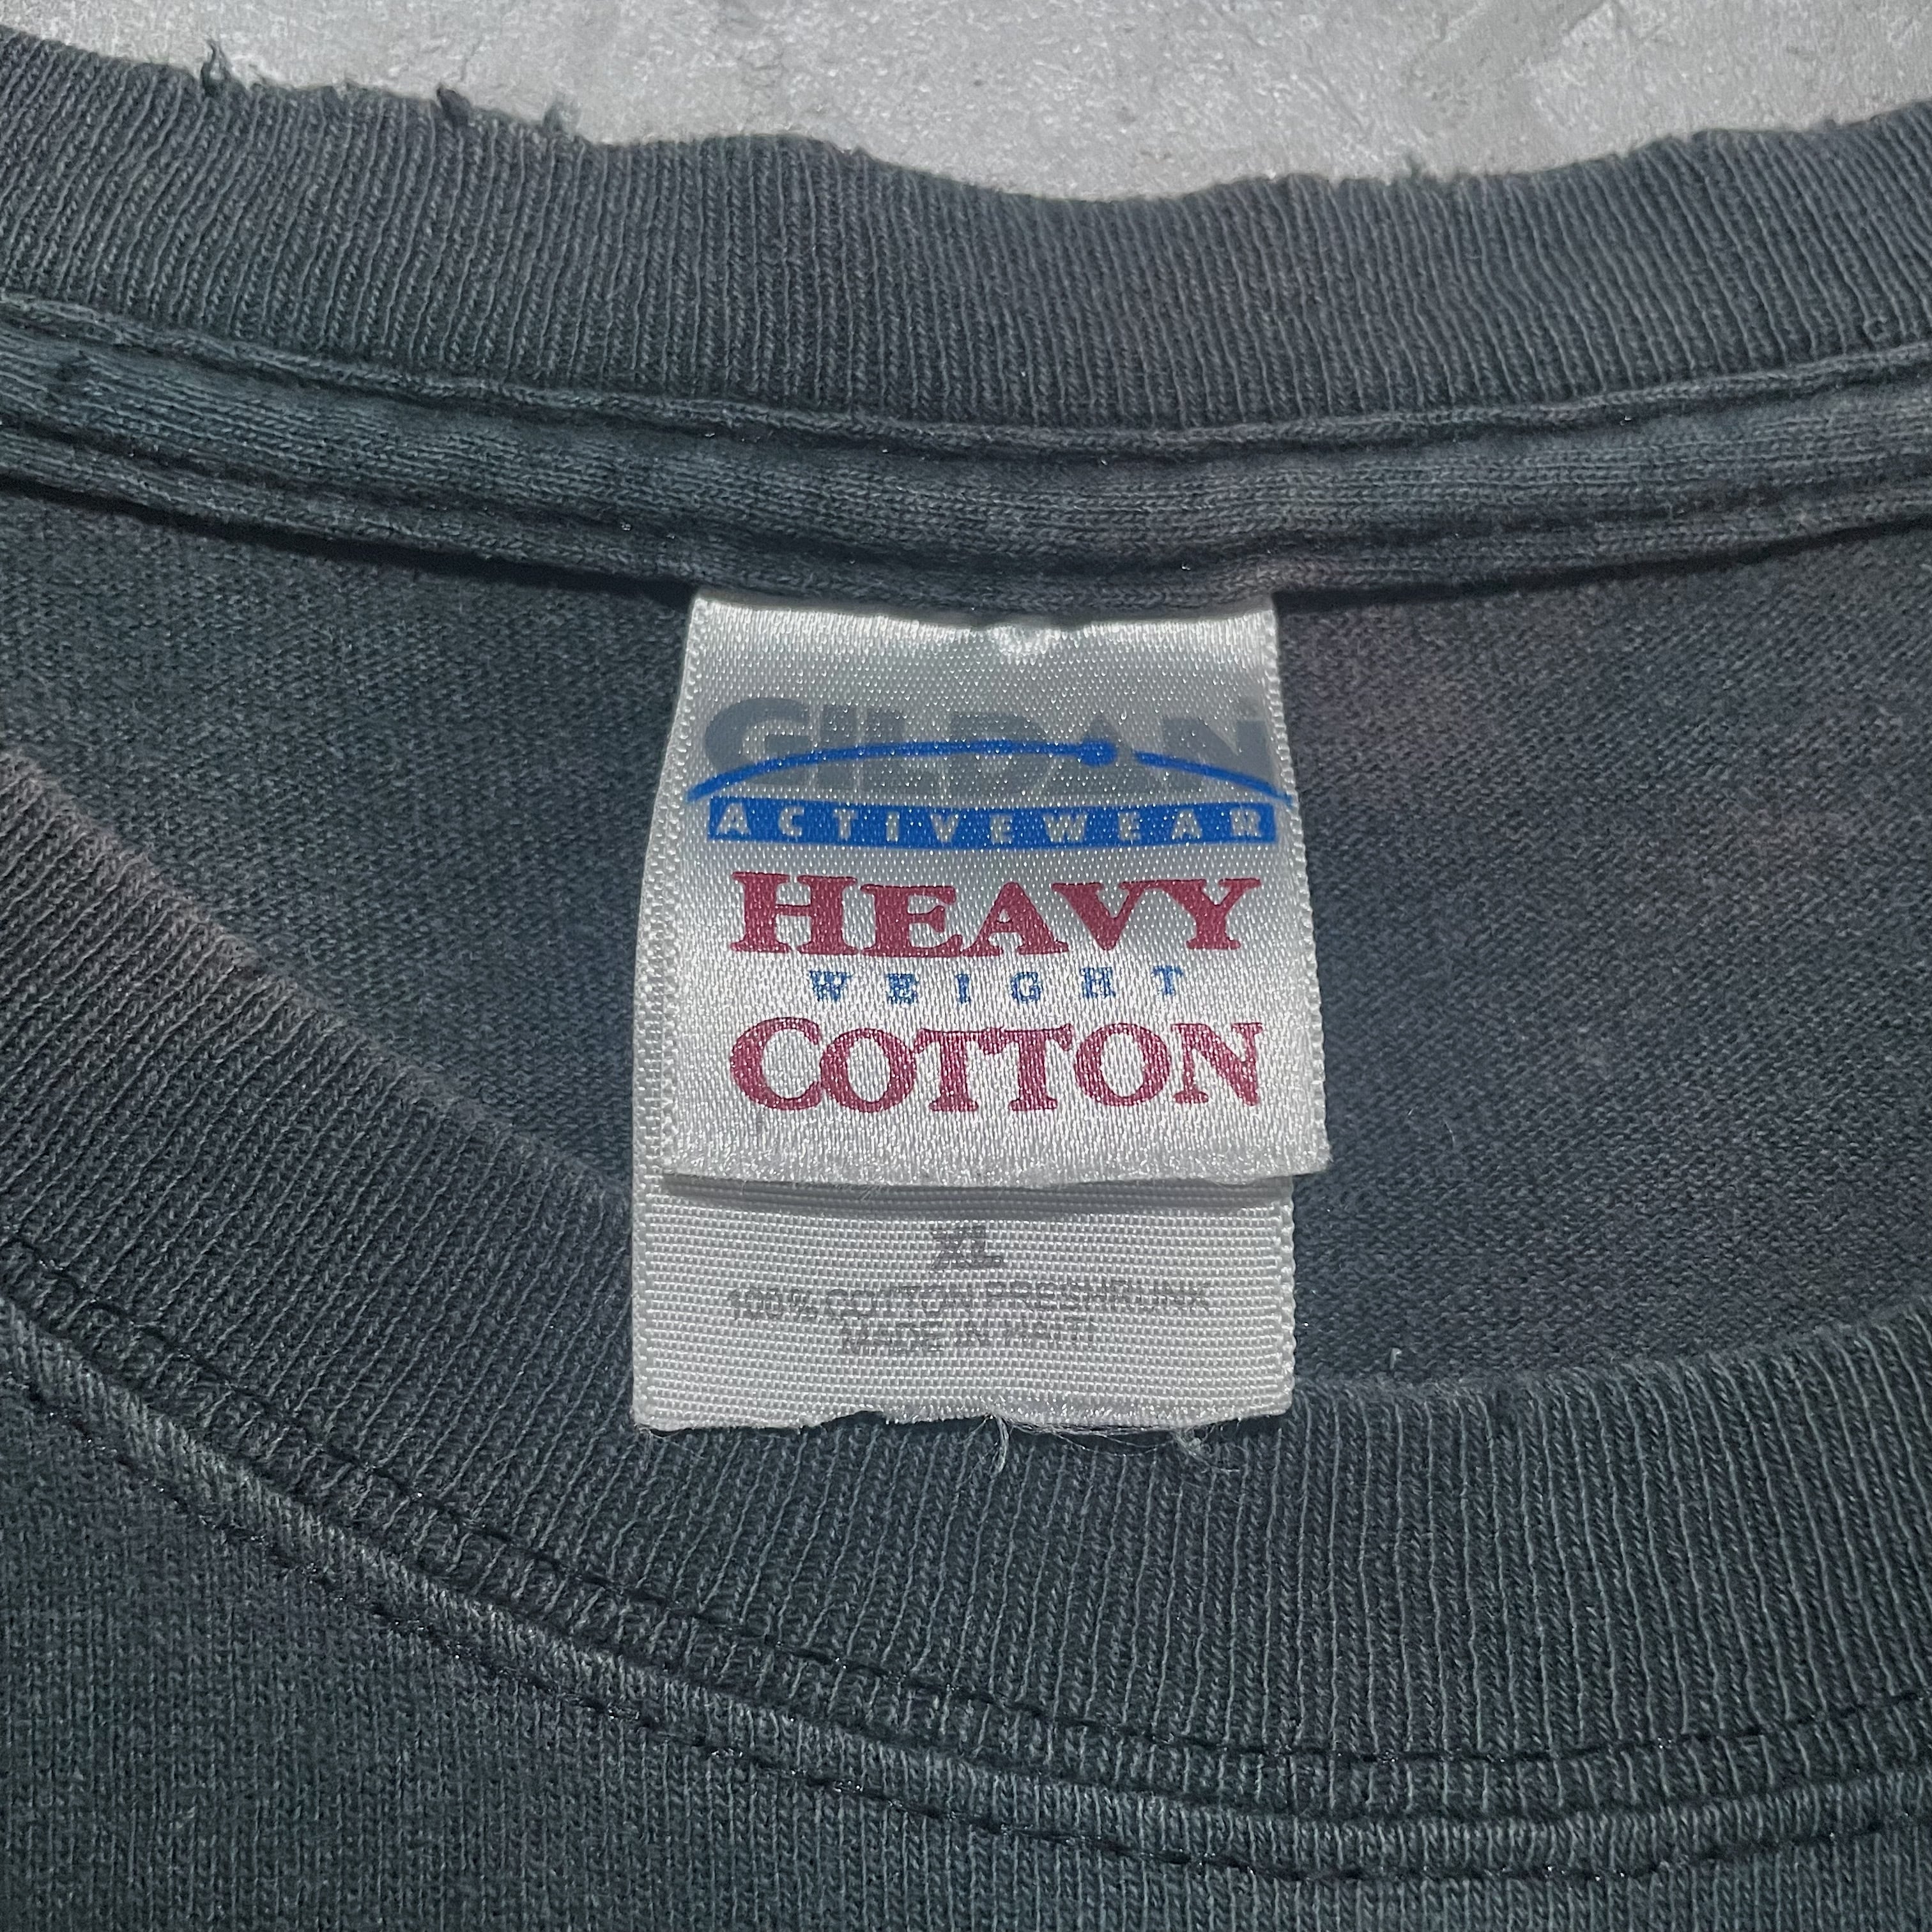 GILDAN
ACTIVEWEAR
HEAVY
WEIGHT
COTTON
XL
100% COTTON PRESHRUNK
MADE IN HAITI